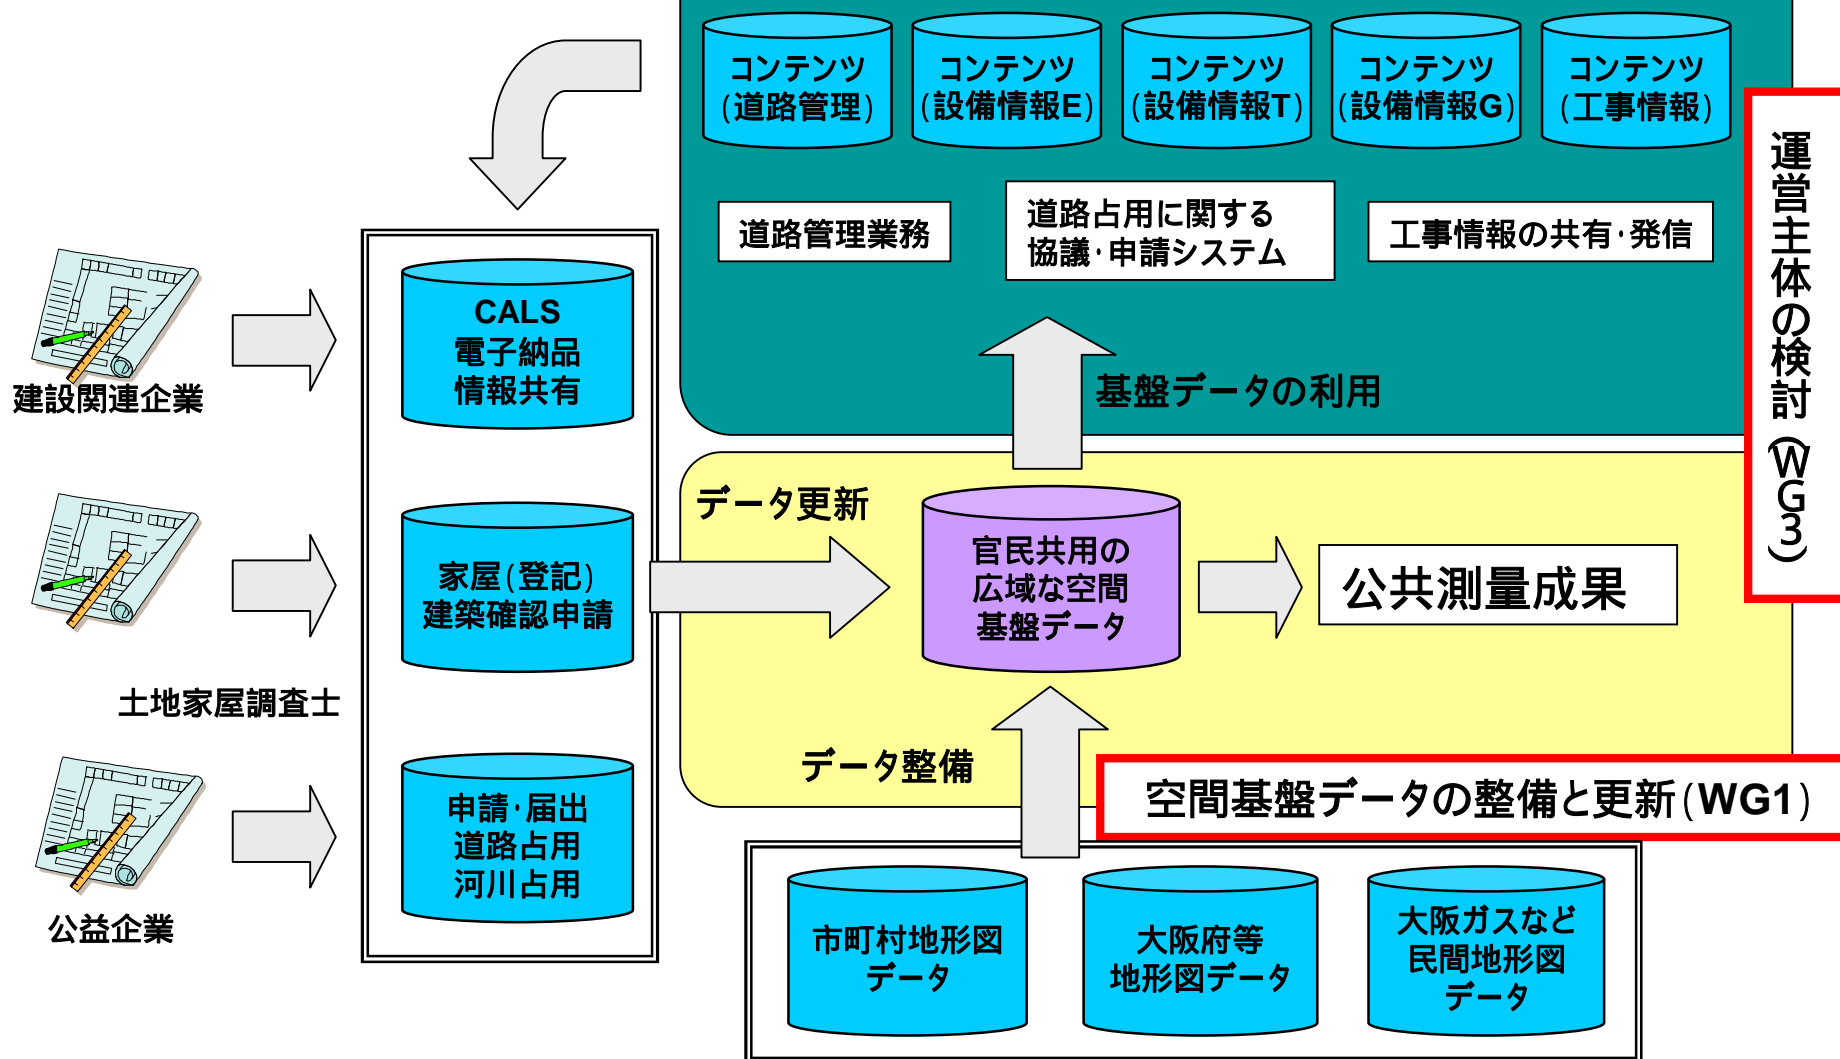 コンテンツ
(道路管理)
コンテンツ
(設備情報E)
コンテンツ
(設備情報T)
コンテンツ
(設備情報G)
コンテンツ
(工事情報)
道路管理業務
道路占用に関する
協議・申請システム
工事情報の共有・発信
運営主体の検討(WG3)
基盤データの利用
建設関連企業
CALS
電子納品
情報共有
データ更新
家屋(登記)
建築確認申請
官民共用の
広域な空間
基盤データ
公共測量成果
土地家屋調査士
データ整備
空間基盤データの整備と更新(WG1)
申請・届出
道路占用
河川占用
公益企業
市町村地形図
データ
大阪府等
地形図データ
大阪ガスなど
民間地形図
データ